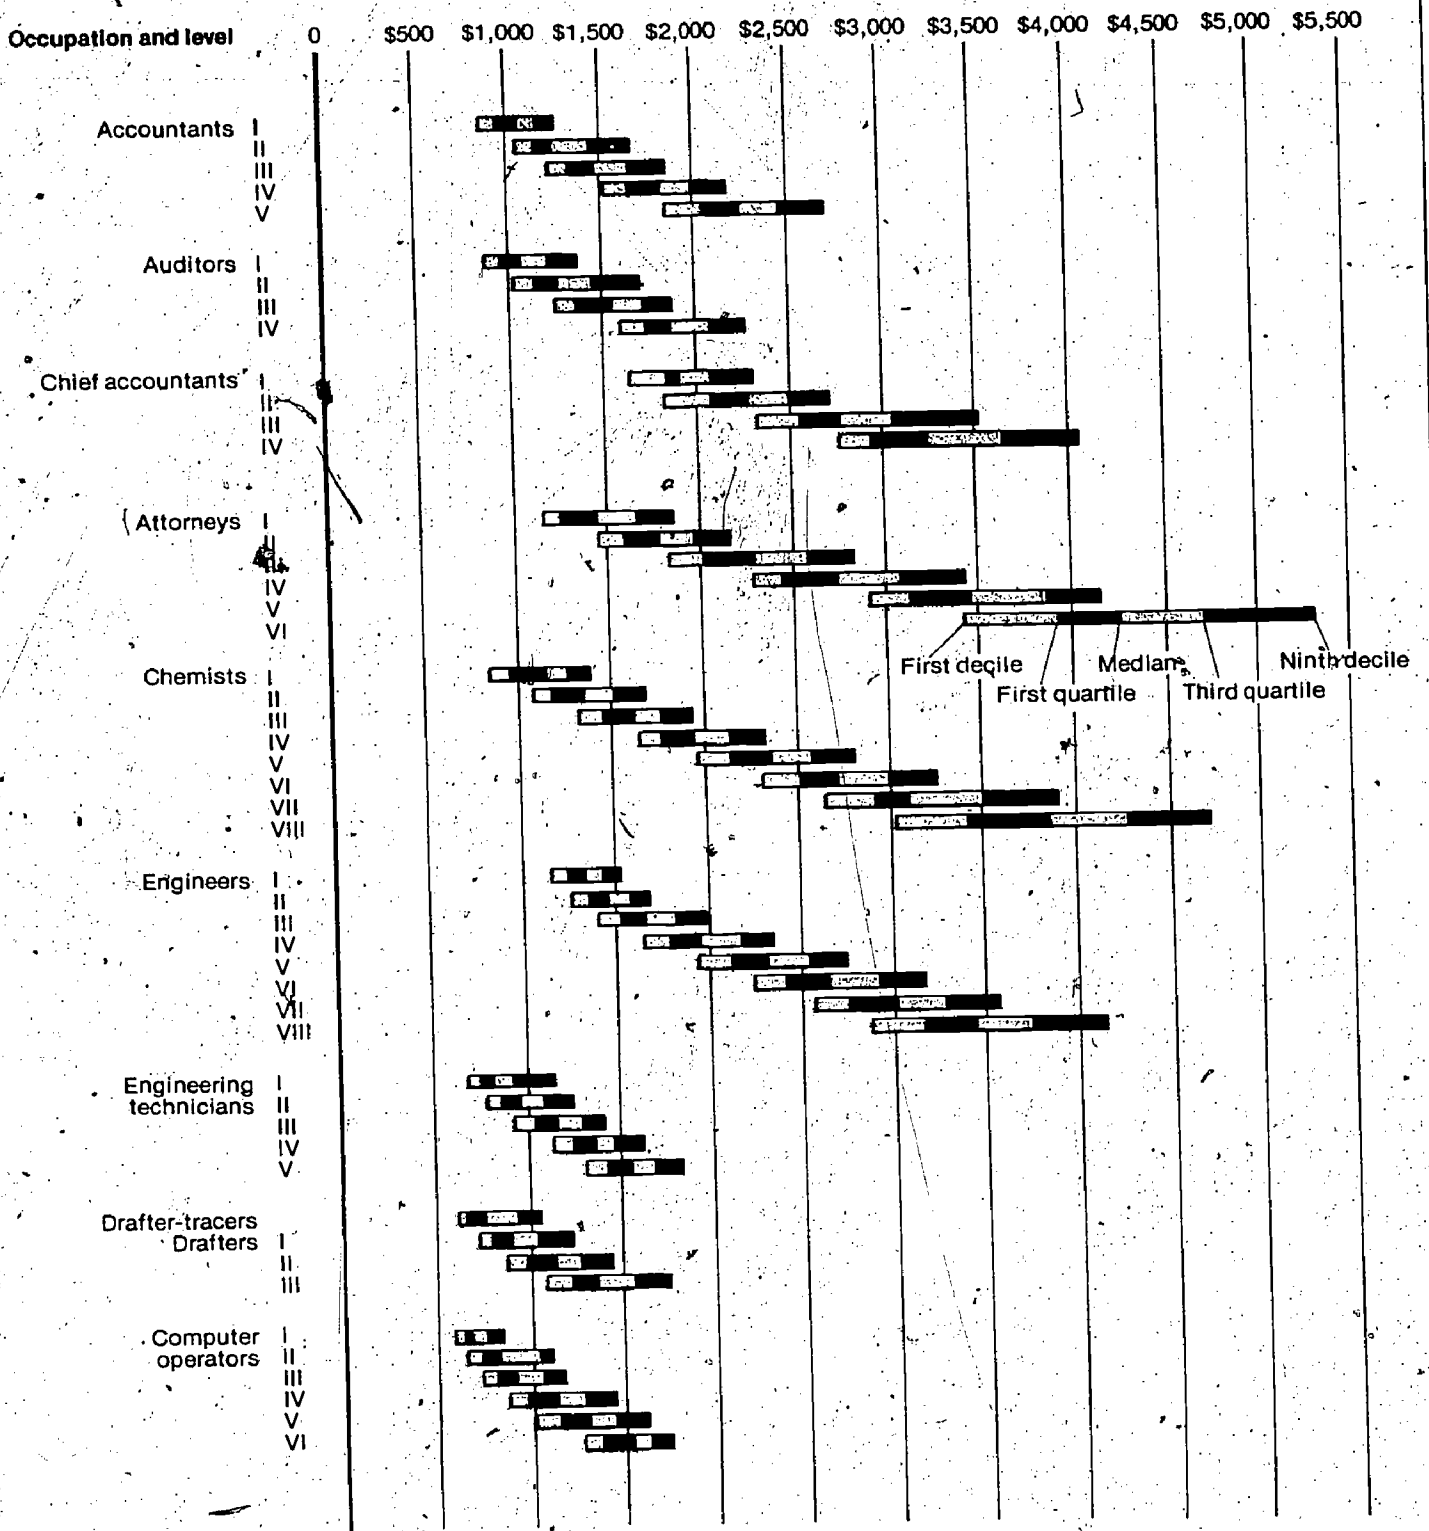 Occupation and level 0 $500 $1,000 $1,500 $2,000 $2,500 $3,000 $3,500 $4,000 $4,500 $5,000 $5,500
Accountants I
II
III
IV
V
Auditors I
II
III
IV
Chief accountants I
II
III
IV
Attorneys I
II
IV
V
VI
First decile Median Ninth decile
First quartile Third quartile
Chemists I
II
III
IV
V
VI
VII
VIII
Engineers I
II
III
IV
V
VI
VII
VIII
Engineering I
technicians II
III
IV
V
Drafter-tracers
Drafters I
II
III
Computer I
operators II
III
IV
V
VI